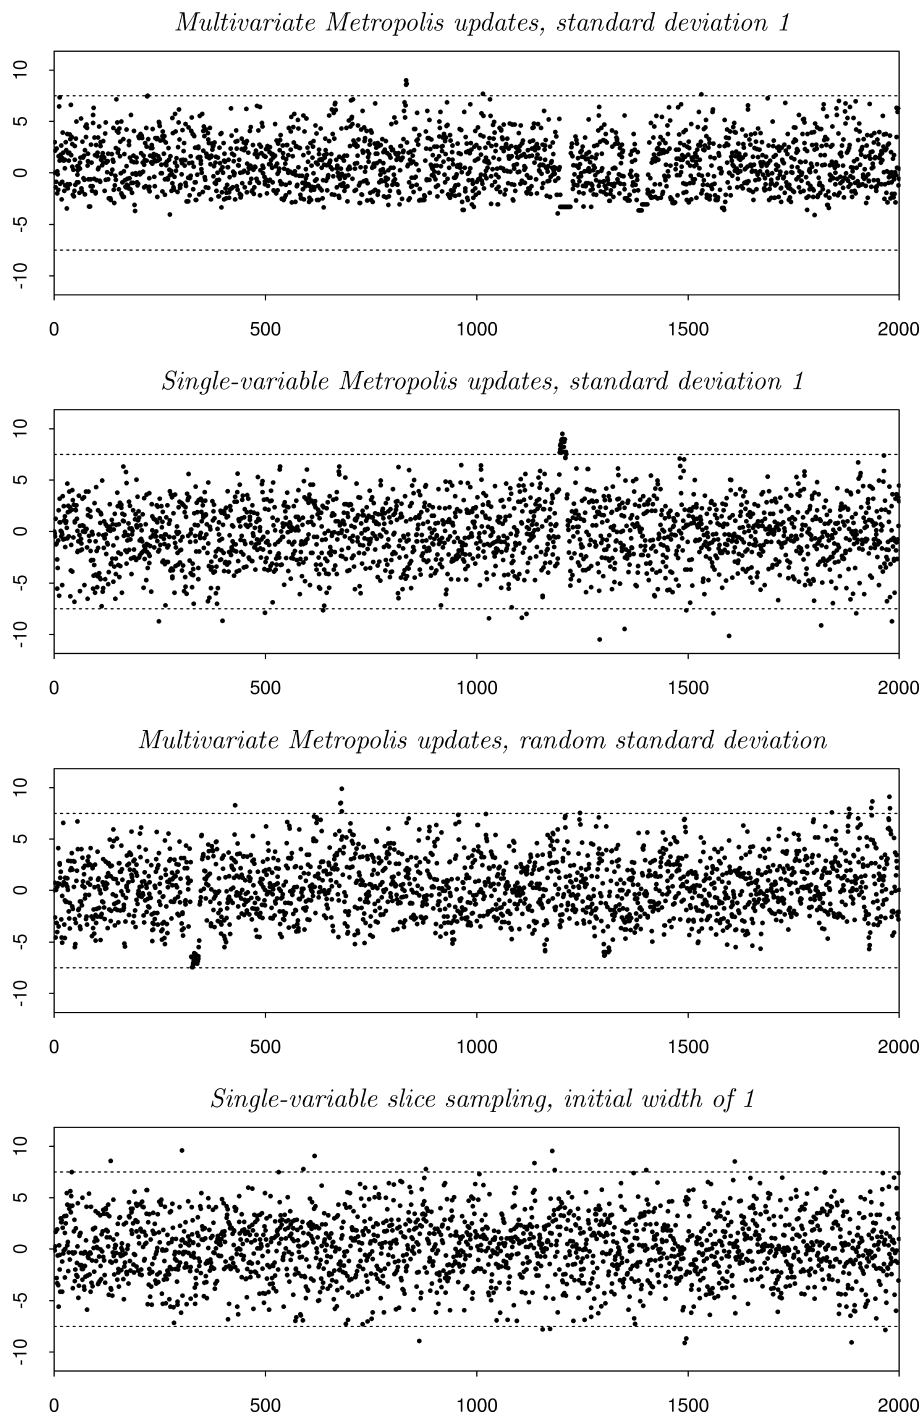 Multivariate Metropolis updates, standard deviation 1
10
5
0
-5
-10
0 500 1000 1500 2000
Single-variable Metropolis updates, standard deviation 1
10
5
0
-5
-10
0 500 1000 1500 2000
Multivariate Metropolis updates, random standard deviation
10
5
0
-5
-10
0 500 1000 1500 2000
Single-variable slice sampling, initial width of 1
10
5
0
-5
-10
0 500 1000 1500 2000